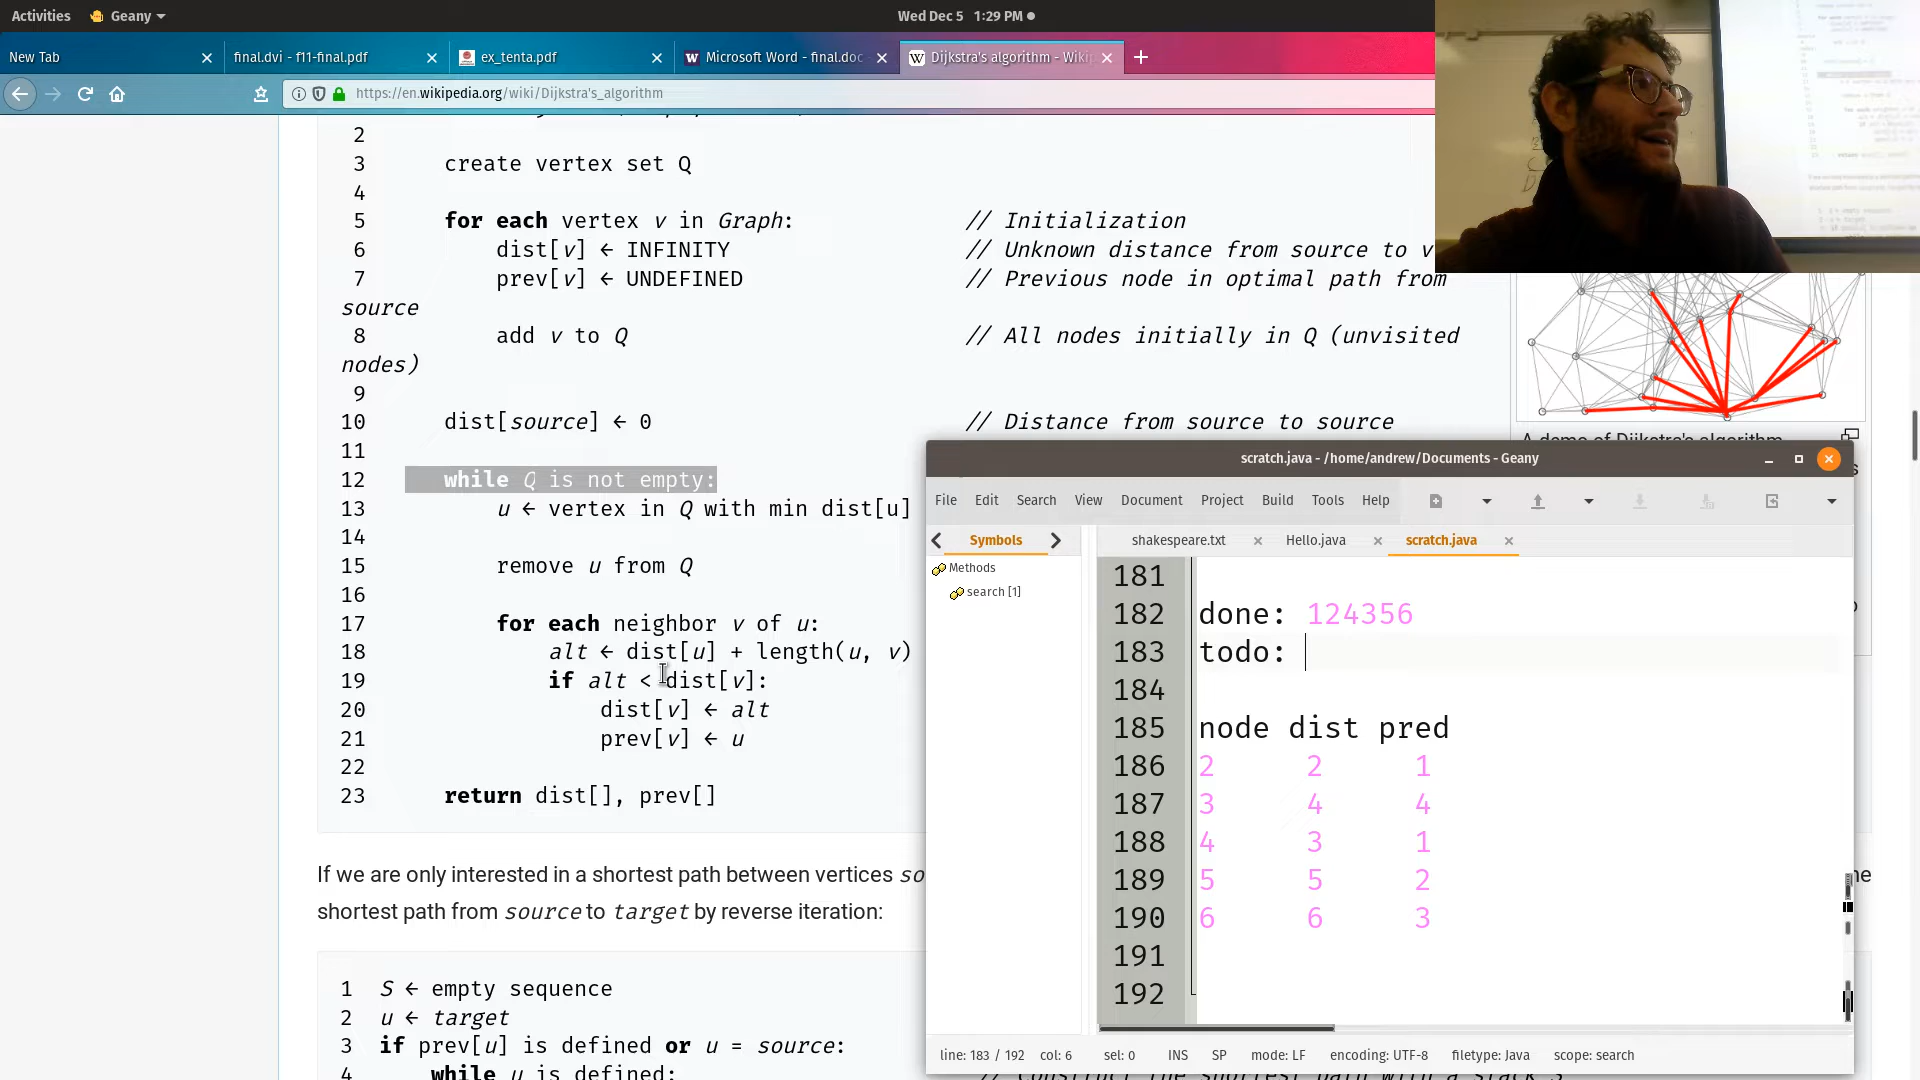 Activities Geany Wed Dec 5 1:29 PM
New Tab final.dvi - f11-final.pdf ex_tenta.pdf Microsoft Word - final.doc Dijkstra's algorithm - Wiki
https://en.wikipedia.org/wiki/Dijkstra's_algorithm
2
3 create vertex set Q
4
5 for each vertex v in Graph: // Initialization
6 dist[v] ← INFINITY // Unknown distance from source to v
7 prev[v] ← UNDEFINED // Previous node in optimal path from
source
8 add v to Q // All nodes initially in Q (unvisited
nodes)
9
10 dist[source] ← 0 // Distance from source to source
11
12 while Q is not empty:
13 u ← vertex in Q with min dist[u]
14
15 remove u from Q
16
17 for each neighbor v of u:
18 alt ← dist[u] + length(u, v)
19 if alt < dist[v]:
20 dist[v] ← alt
21 prev[v] ← u
22
23 return dist[], prev[]
If we are only interested in a shortest path between vertices so
shortest path from source to target by reverse iteration:
1 S ← empty sequence
2 u ← target
3 if prev[u] is defined or u = source:
4 while u is defined:
A demo of Dijkstra's algorithm
scratch.java - /home/andrew/Documents - Geany
File Edit Search View Document Project Build Tools Help
Symbols shakespeare.txt Hello.java scratch.java
Methods
search [1]
181
182 done: 124356
183 todo:
184
185 node dist pred
186 2 2 1
187 3 4 4
188 4 3 1
189 5 5 2
190 6 6 3
191
192
line: 183 / 192 col: 6 sel: 0 INS SP mode: LF encoding: UTF-8 filetype: Java scope: search